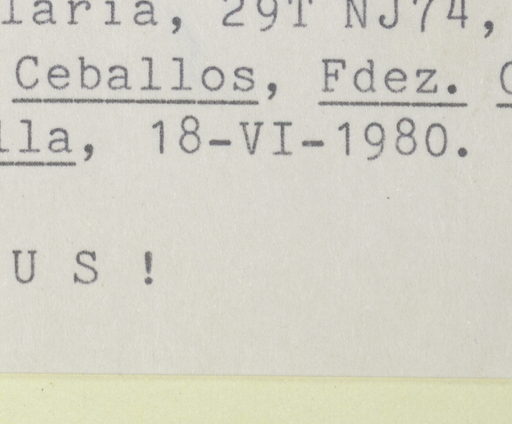 laria, 29T NJ74,
Ceballos, Fdez.
lla, 18-VI-1980.
U S !